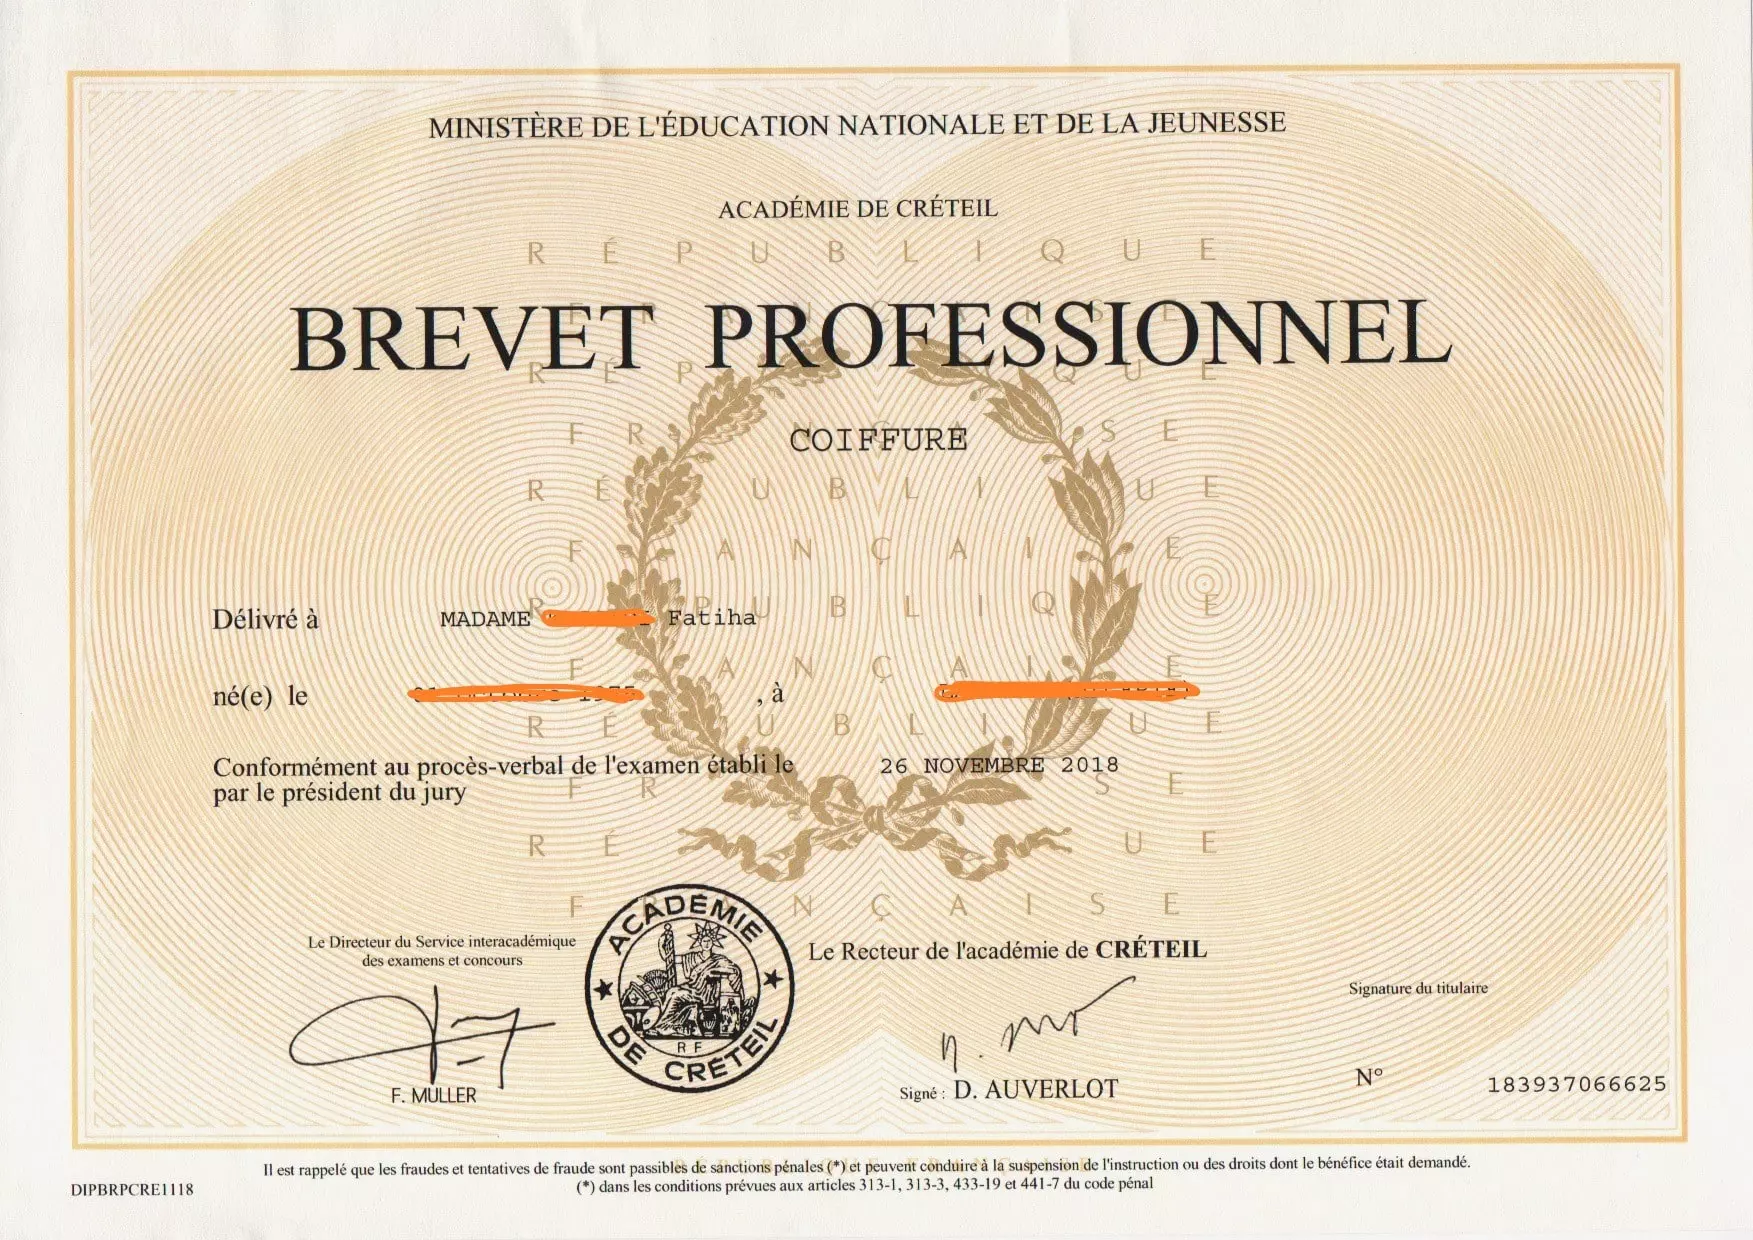 MINISTÈRE DE L'ÉDUCATION NATIONALE ET DE LA JEUNESSE
ACADÉMIE DE CRÉTEIL
RÉPUBLIQUE
BREVET PROFESSIONNEL
COIFFURE
FRANÇAISE
Délivré à MADAME Fatiha
né(e) le , à
Conformément au procès-verbal de l'examen établi le 26 NOVEMBRE 2018
par le président du jury
Le Directeur du Service interacadémique
des examens et concours
ACADÉMIE DE CRÉTEIL
RF
Le Recteur de l'académie de CRÉTEIL
Signature du titulaire
F. MULLER
Signé : D. AUVERLOT
N° 183937066625
Il est rappelé que les fraudes et tentatives de fraude sont passibles de sanctions pénales (*) et peuvent conduire à la suspension de l'instruction ou des droits dont le bénéfice était demandé.
(*) dans les conditions prévues aux articles 313-1, 313-3, 433-19 et 441-7 du code pénal
DIPBRPCRE1118